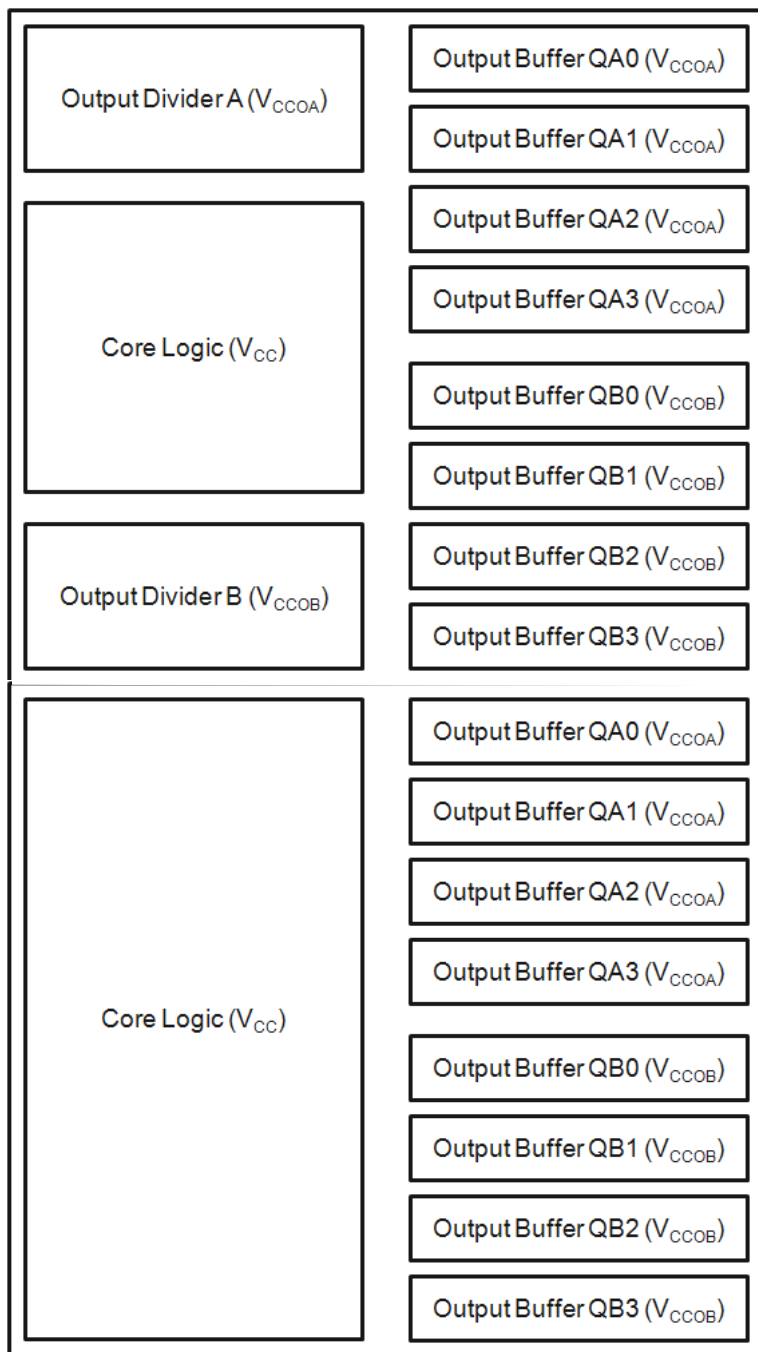 Output Divider A (VCCOA)
Core Logic (VCC)
Output Divider B (VCCOB)
Output Buffer QA0 (VCCOA)
Output Buffer QA1 (VCCOA)
Output Buffer QA2 (VCCOA)
Output Buffer QA3 (VCCOA)
Output Buffer QB0 (VCCOB)
Output Buffer QB1 (VCCOB)
Output Buffer QB2 (VCCOB)
Output Buffer QB3 (VCCOB)
Core Logic (VCC)
Output Buffer QA0 (VCCOA)
Output Buffer QA1 (VCCOA)
Output Buffer QA2 (VCCOA)
Output Buffer QA3 (VCCOA)
Output Buffer QB0 (VCCOB)
Output Buffer QB1 (VCCOB)
Output Buffer QB2 (VCCOB)
Output Buffer QB3 (VCCOB)